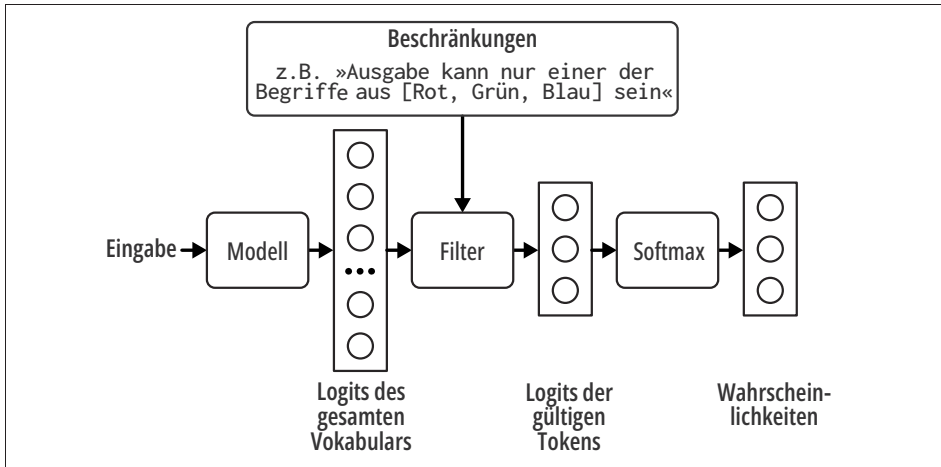 Beschränkungen
z.B. »Ausgabe kann nur einer der
Begriffe aus [Rot, Grün, Blau] sein«
Eingabe
Modell
Filter
Softmax
Logits des
gesamten
Vokabulars
Logits der
gültigen
Tokens
Wahrschein-
lichkeiten